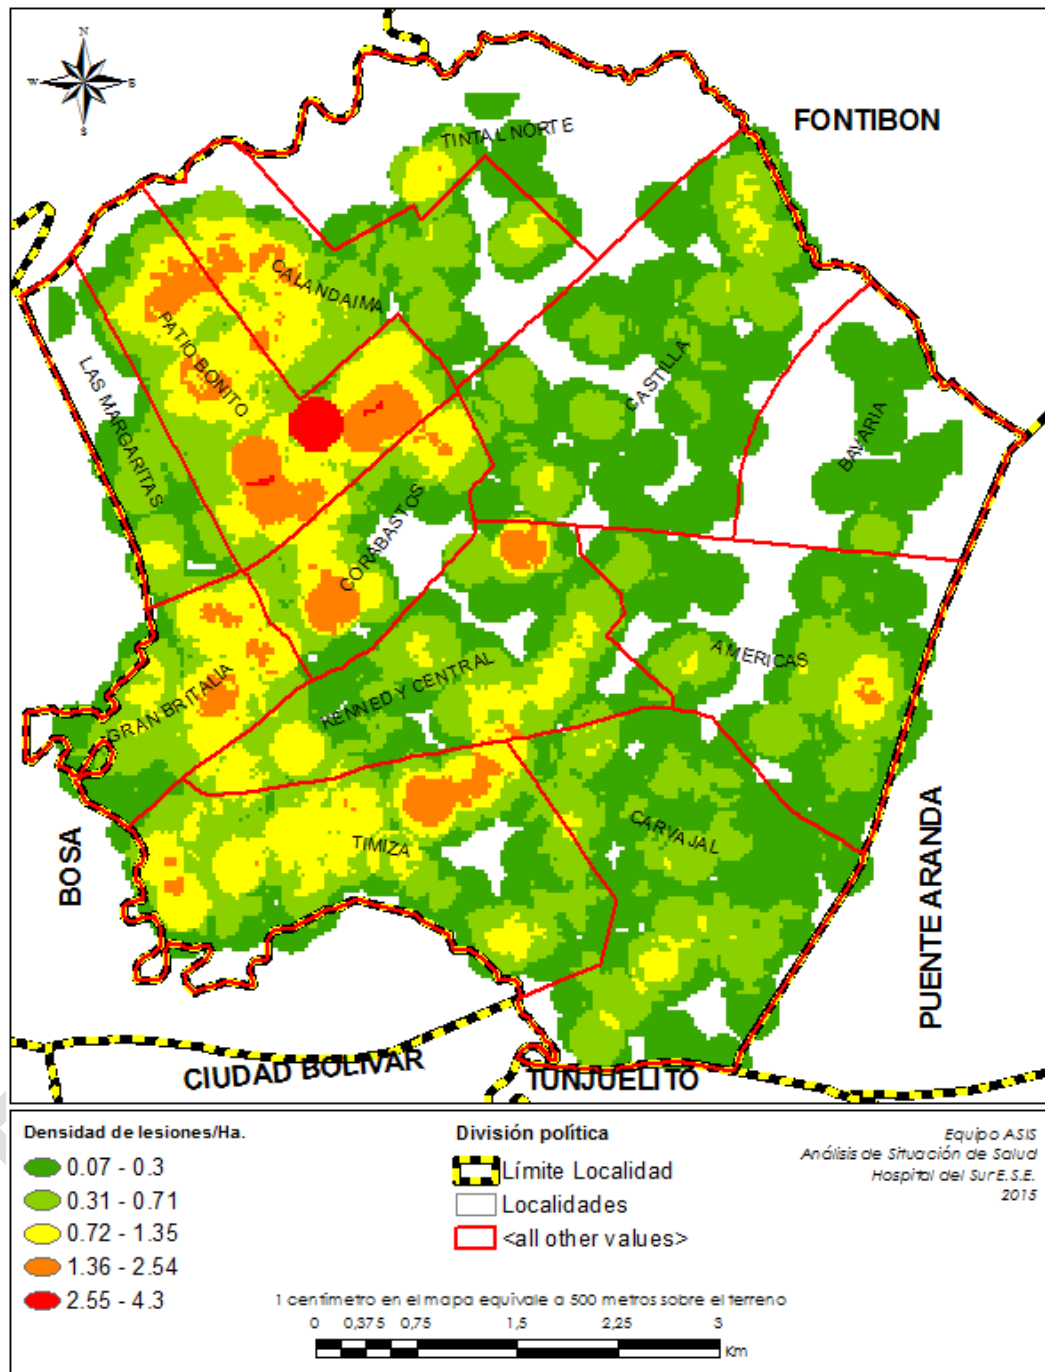 N
W
E
S
FONTIBON
TINTAL NORTE
CALANDAIMA
PATIO BONITO
LAS MARGARITAS
CASTILLA
BAVARIA
CORABASTOS
AMERICAS
KENNEDY CENTRAL
GRAN BRITALIA
TIMIZA
CARVAJAL
BOSA
PUENTE ARANDA
CIUDAD BOLIVAR
TUNJUELITO
Densidad de lesiones/Ha.
0.07 - 0.3
0.31 - 0.71
0.72 - 1.35
1.36 - 2.54
2.55 - 4.3
División política
Límite Localidad
Localidades
<all other values>
Equipo ASIS
Análisis de Situación de Salud
Hospital del Sur E.S.E.
2015
1 centímetro en el mapa equivale a 500 metros sobre el terreno
0 0,375 0,75 1,5 2,25 3
Km